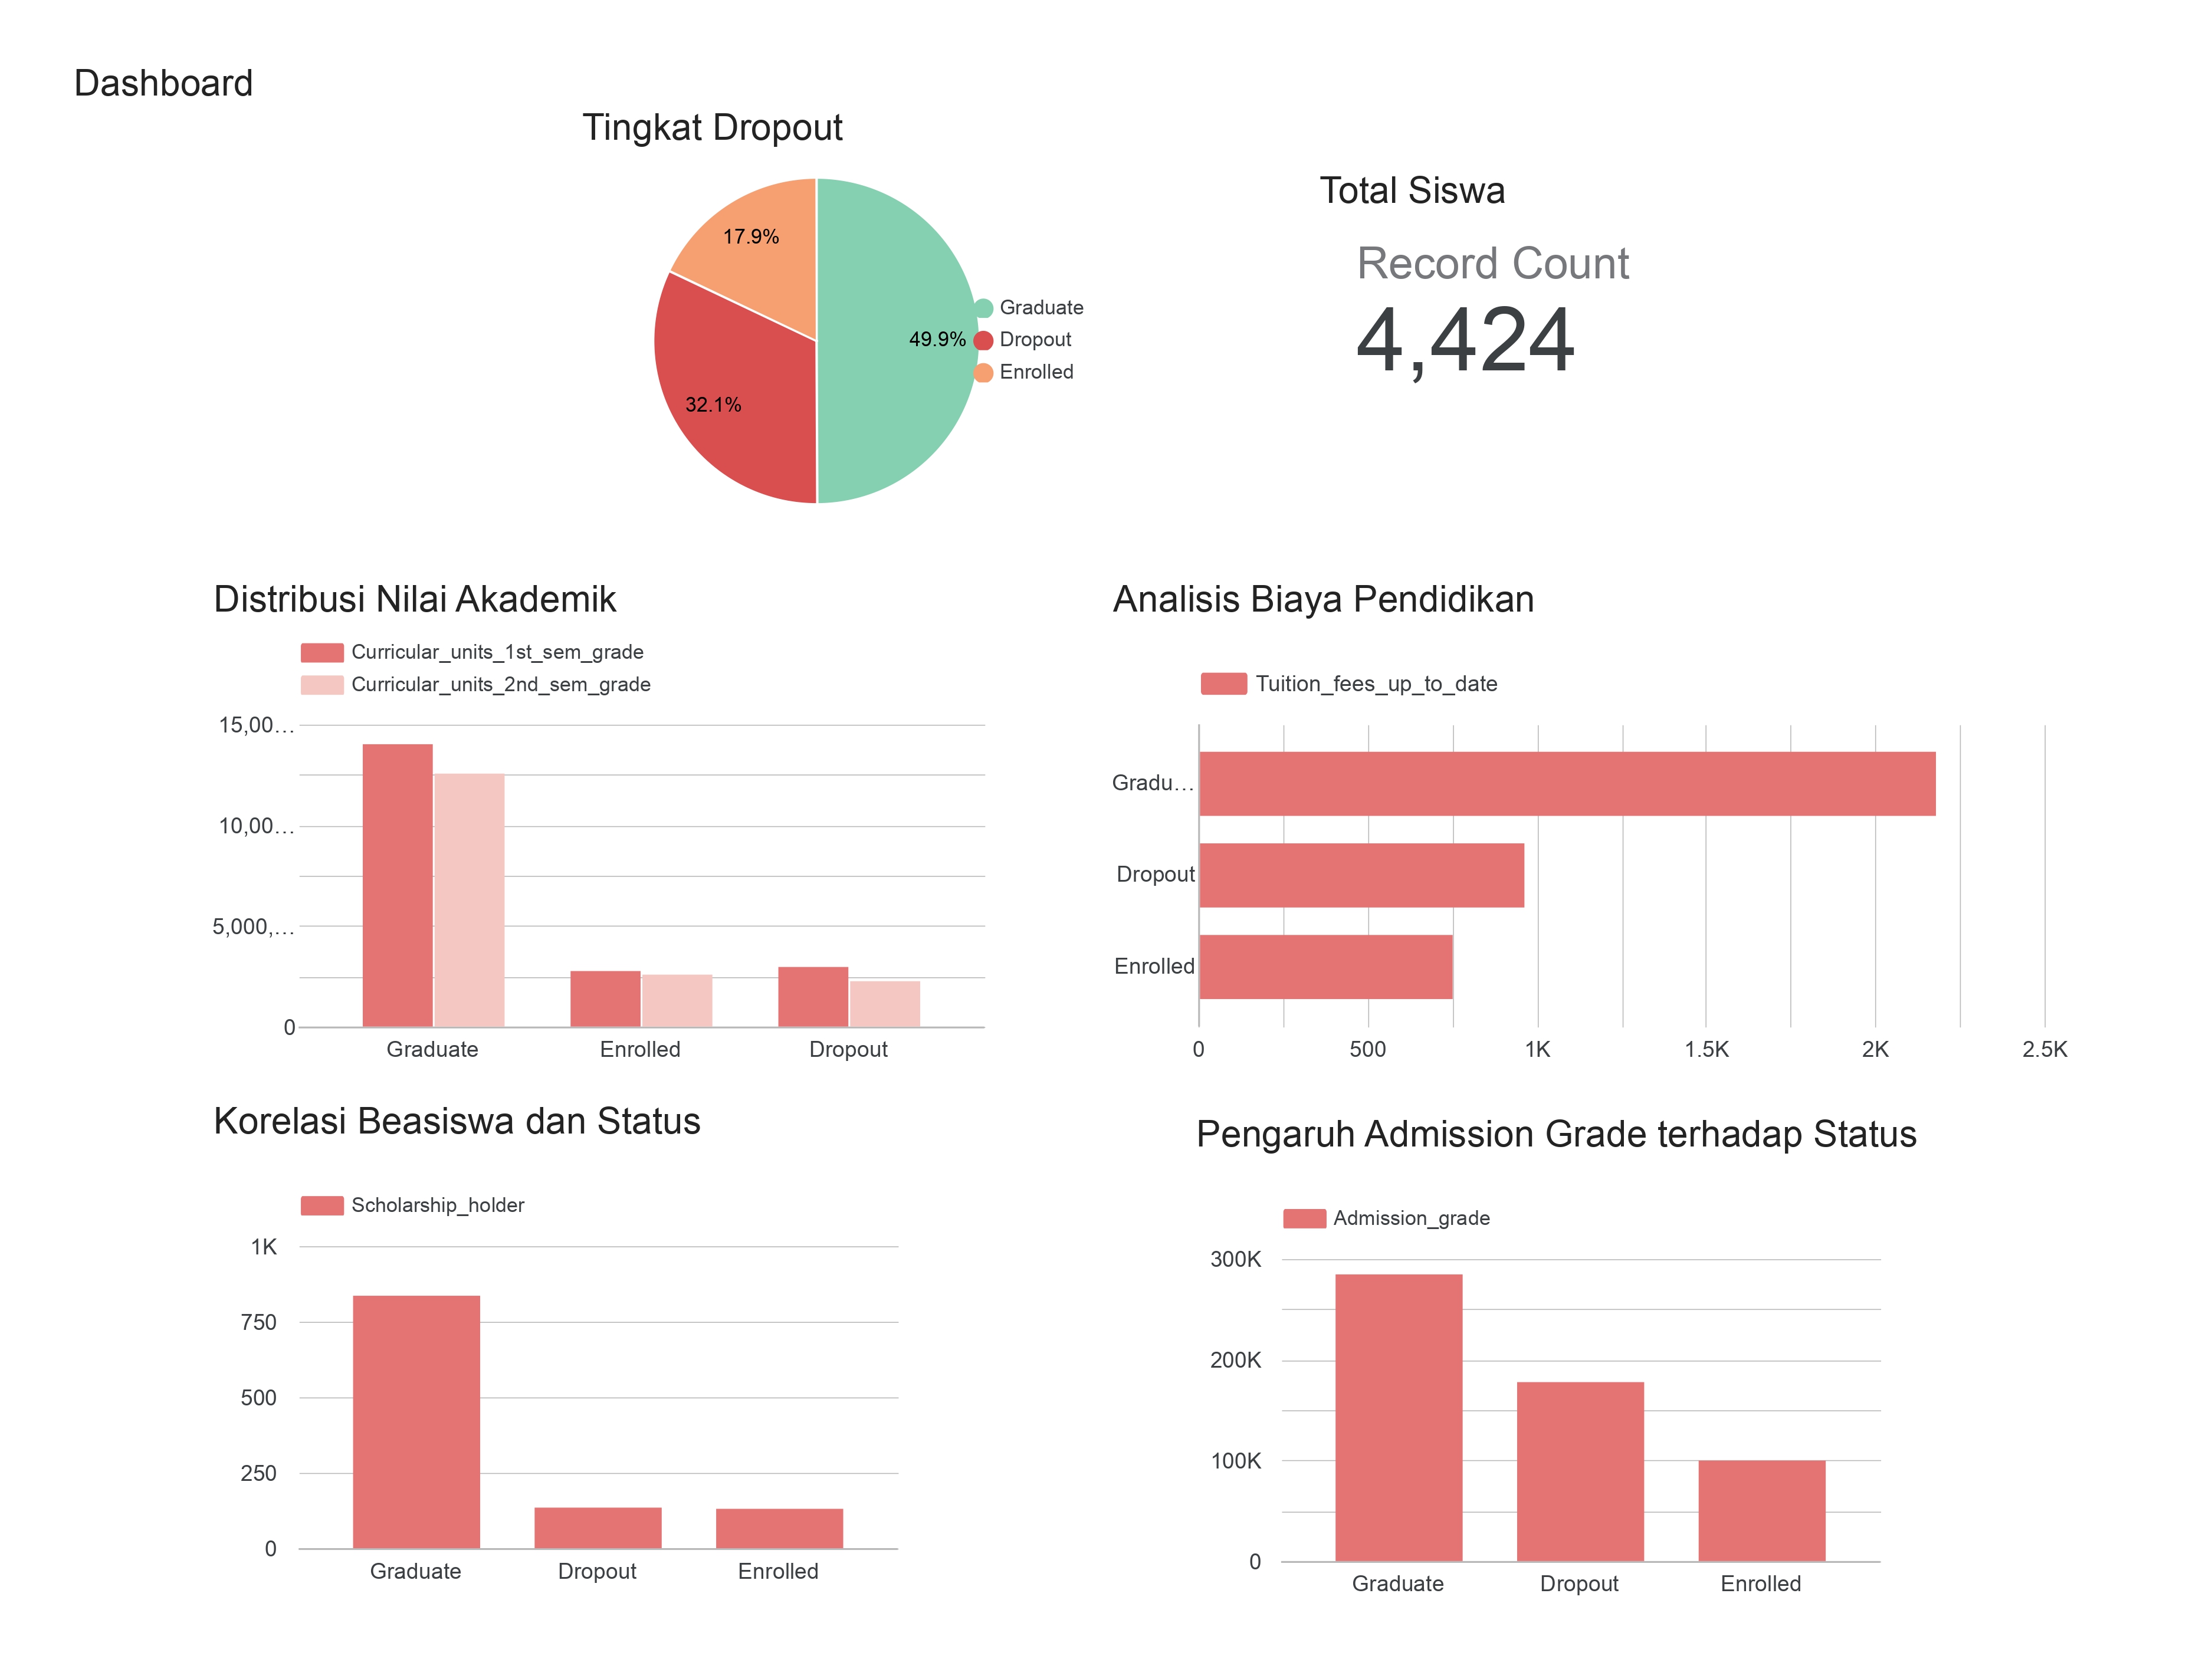 Dashboard
Tingkat Dropout
17.9%
49.9%
32.1%
Graduate
Dropout
Enrolled
Total Siswa
Record Count
4,424
Distribusi Nilai Akademik
Curricular_units_1st_sem_grade
Curricular_units_2nd_sem_grade
15,00…
10,00…
5,000,…
0
Graduate Enrolled Dropout
Analisis Biaya Pendidikan
Tuition_fees_up_to_date
Gradu…
Dropout
Enrolled
0 500 1K 1.5K 2K 2.5K
Korelasi Beasiswa dan Status
Scholarship_holder
1K
750
500
250
0
Graduate Dropout Enrolled
Pengaruh Admission Grade terhadap Status
Admission_grade
300K
200K
100K
0
Graduate Dropout Enrolled